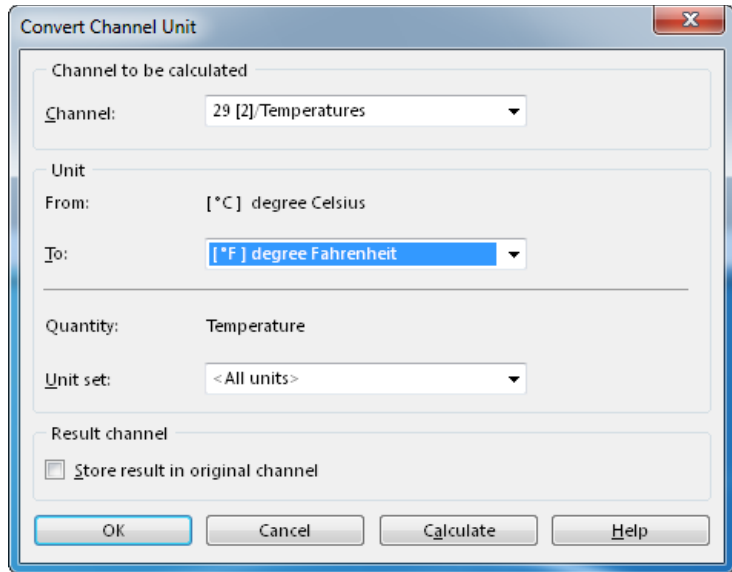 Convert Channel Unit
Channel to be calculated
Channel: 29 [2]/Temperatures
Unit
From: [°C] degree Celsius
To: [°F] degree Fahrenheit
Quantity: Temperature
Unit set: <All units>
Result channel
Store result in original channel
OK Cancel Calculate Help